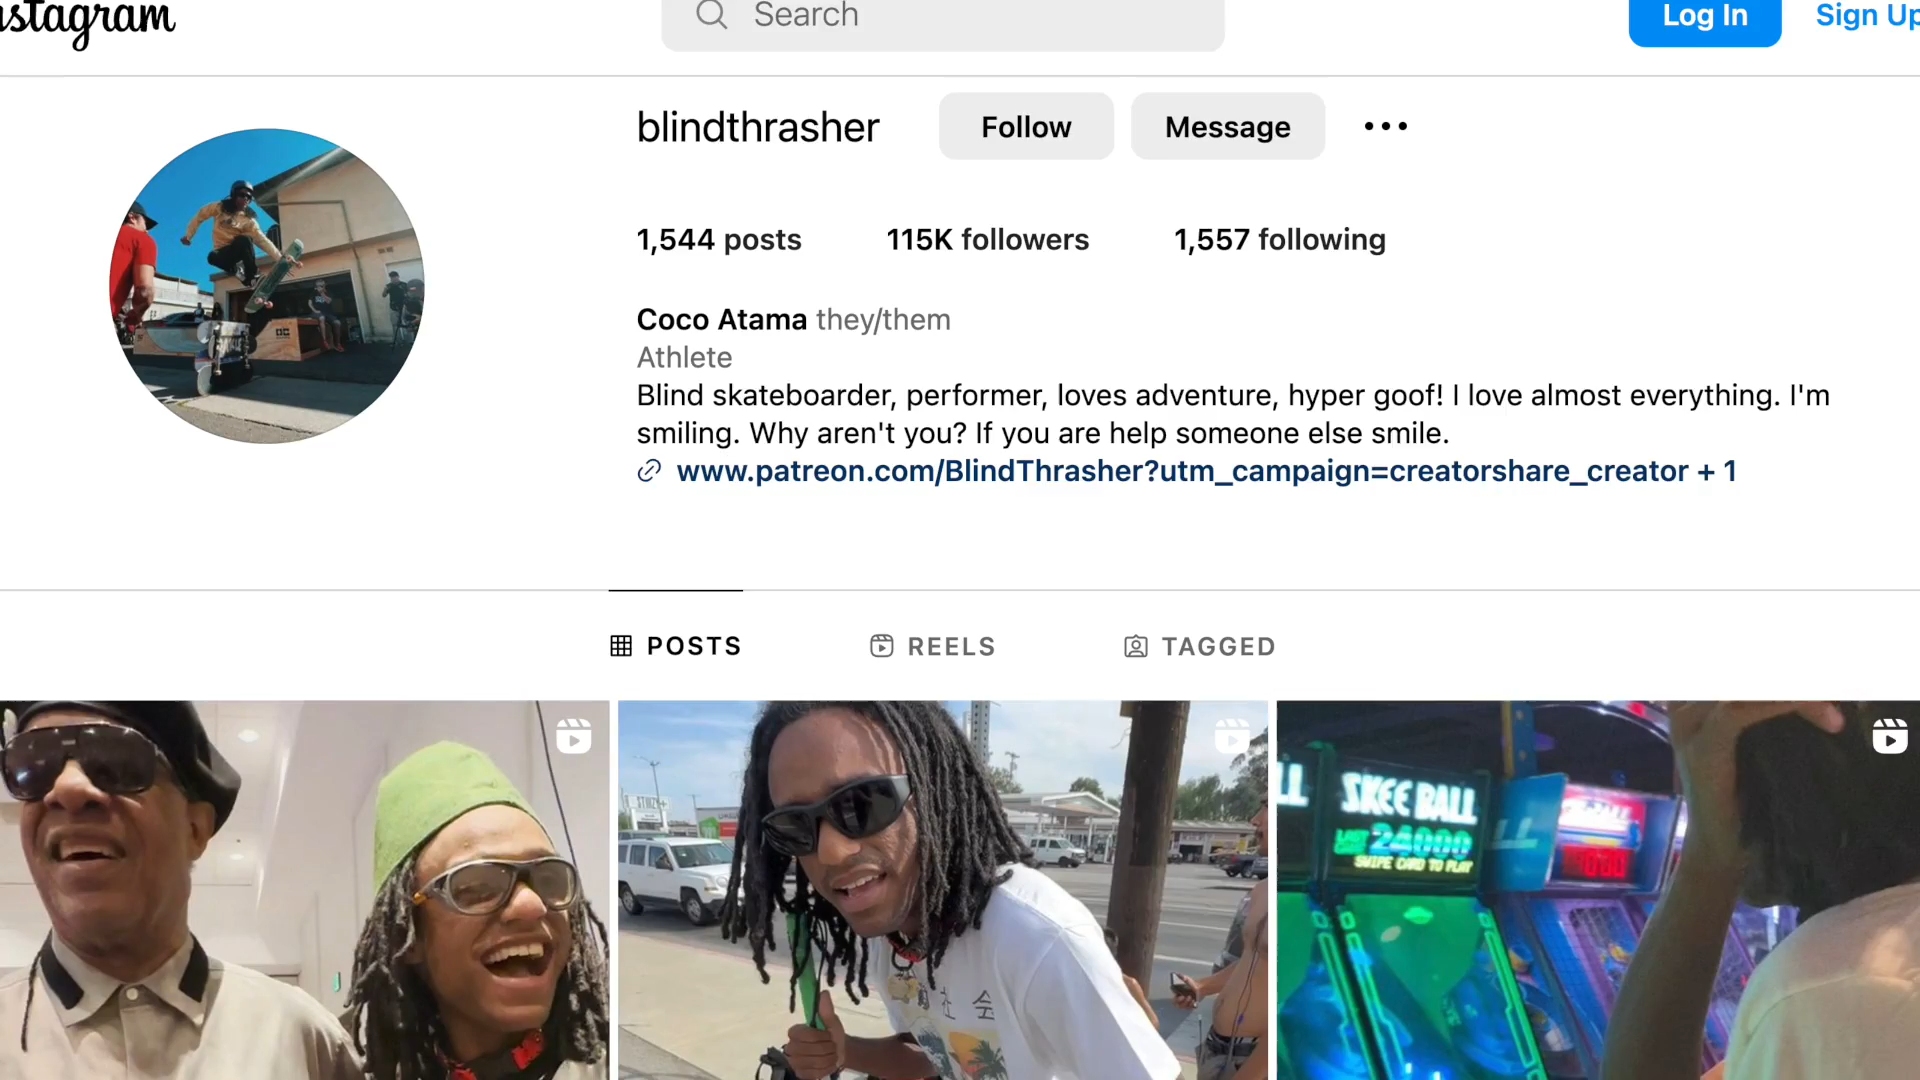 stagram
Search
Log In
Sign Up
blindthrasher
Follow
Message
1,544 posts
115K followers
1,557 following
Coco Atama they/them
Athlete
Blind skateboarder, performer, loves adventure, hyper goof! I love almost everything. I'm
smiling. Why aren't you? If you are help someone else smile.
www.patreon.com/BlindThrasher?utm_campaign=creatorshare_creator + 1
POSTS
REELS
TAGGED
SKEE BALL
24000
SWIPE CARD TO PLAY